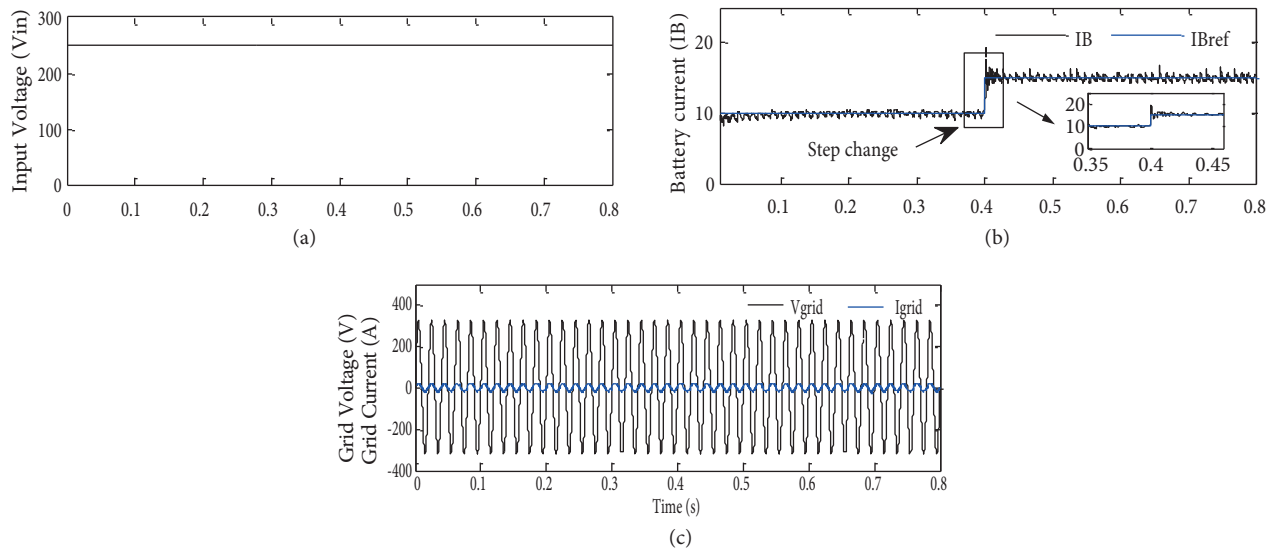 Input Voltage (Vin)
300
200
100
0
0 0.1 0.2 0.3 0.4 0.5 0.6 0.7 0.8
(a)
Battery current (IB)
20
10
0
IB IBref
Step change
20
10
0
0.35 0.4 0.45
0.1 0.2 0.3 0.4 0.5 0.6 0.7 0.8
(b)
Grid Voltage (V)
Grid Current (A)
400
200
0
-200
-400
Vgrid Igrid
0 0.1 0.2 0.3 0.4 0.5 0.6 0.7 0.8
Time (s)
(c)